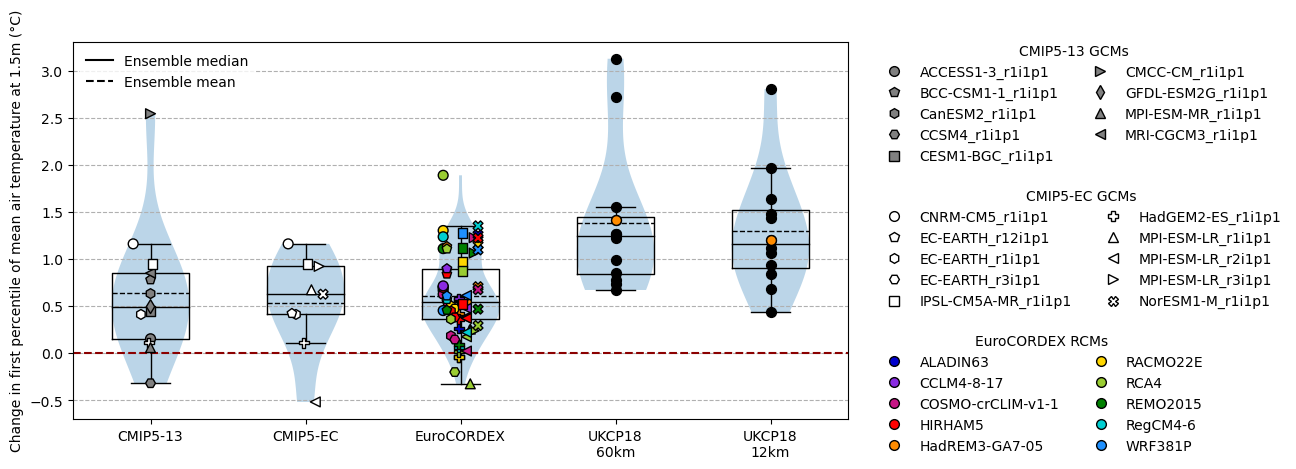 Change in first percentile of mean air temperature at 1.5m (°C)
Ensemble median
Ensemble mean
3.0
2.5
2.0
1.5
1.0
0.5
0.0
−0.5
CMIP5-13
CMIP5-EC
EuroCORDEX
UKCP18
60km
UKCP18
12km
CMIP5-13 GCMs
ACCESS1-3_r1i1p1
BCC-CSM1-1_r1i1p1
CanESM2_r1i1p1
CCSM4_r1i1p1
CESM1-BGC_r1i1p1
CMCC-CM_r1i1p1
GFDL-ESM2G_r1i1p1
MPI-ESM-MR_r1i1p1
MRI-CGCM3_r1i1p1
CMIP5-EC GCMs
CNRM-CM5_r1i1p1
EC-EARTH_r12i1p1
EC-EARTH_r1i1p1
EC-EARTH_r3i1p1
IPSL-CM5A-MR_r1i1p1
HadGEM2-ES_r1i1p1
MPI-ESM-LR_r1i1p1
MPI-ESM-LR_r2i1p1
MPI-ESM-LR_r3i1p1
NorESM1-M_r1i1p1
EuroCORDEX RCMs
ALADIN63
CCLM4-8-17
COSMO-crCLIM-v1-1
HIRHAM5
HadREM3-GA7-05
RACMO22E
RCA4
REMO2015
RegCM4-6
WRF381P